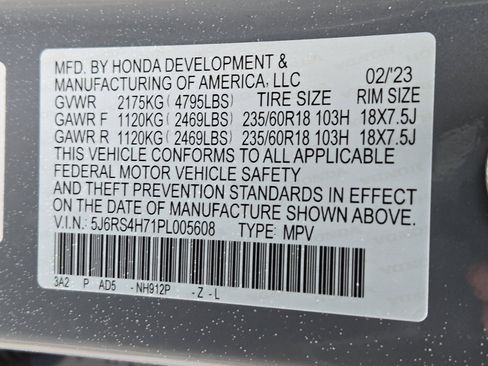 MFD. BY HONDA DEVELOPMENT &
MANUFACTURING OF AMERICA, LLC 02/'23
GVWR 2175KG (4795LBS) TIRE SIZE RIM SIZE
GAWR F 1120KG (2469LBS) 235/60R18 103H 18X7.5J
GAWR R 1120KG (2469LBS) 235/60R18 103H 18X7.5J
THIS VEHICLE CONFORMS TO ALL APPLICABLE
FEDERAL MOTOR VEHICLE SAFETY
AND THEFT PREVENTION STANDARDS IN EFFECT
ON THE DATE OF MANUFACTURE SHOWN ABOVE.
V.I.N.: 5J6RS4H71PL005608 TYPE: MPV
3A2 P AD5 - NH912P - Z - L